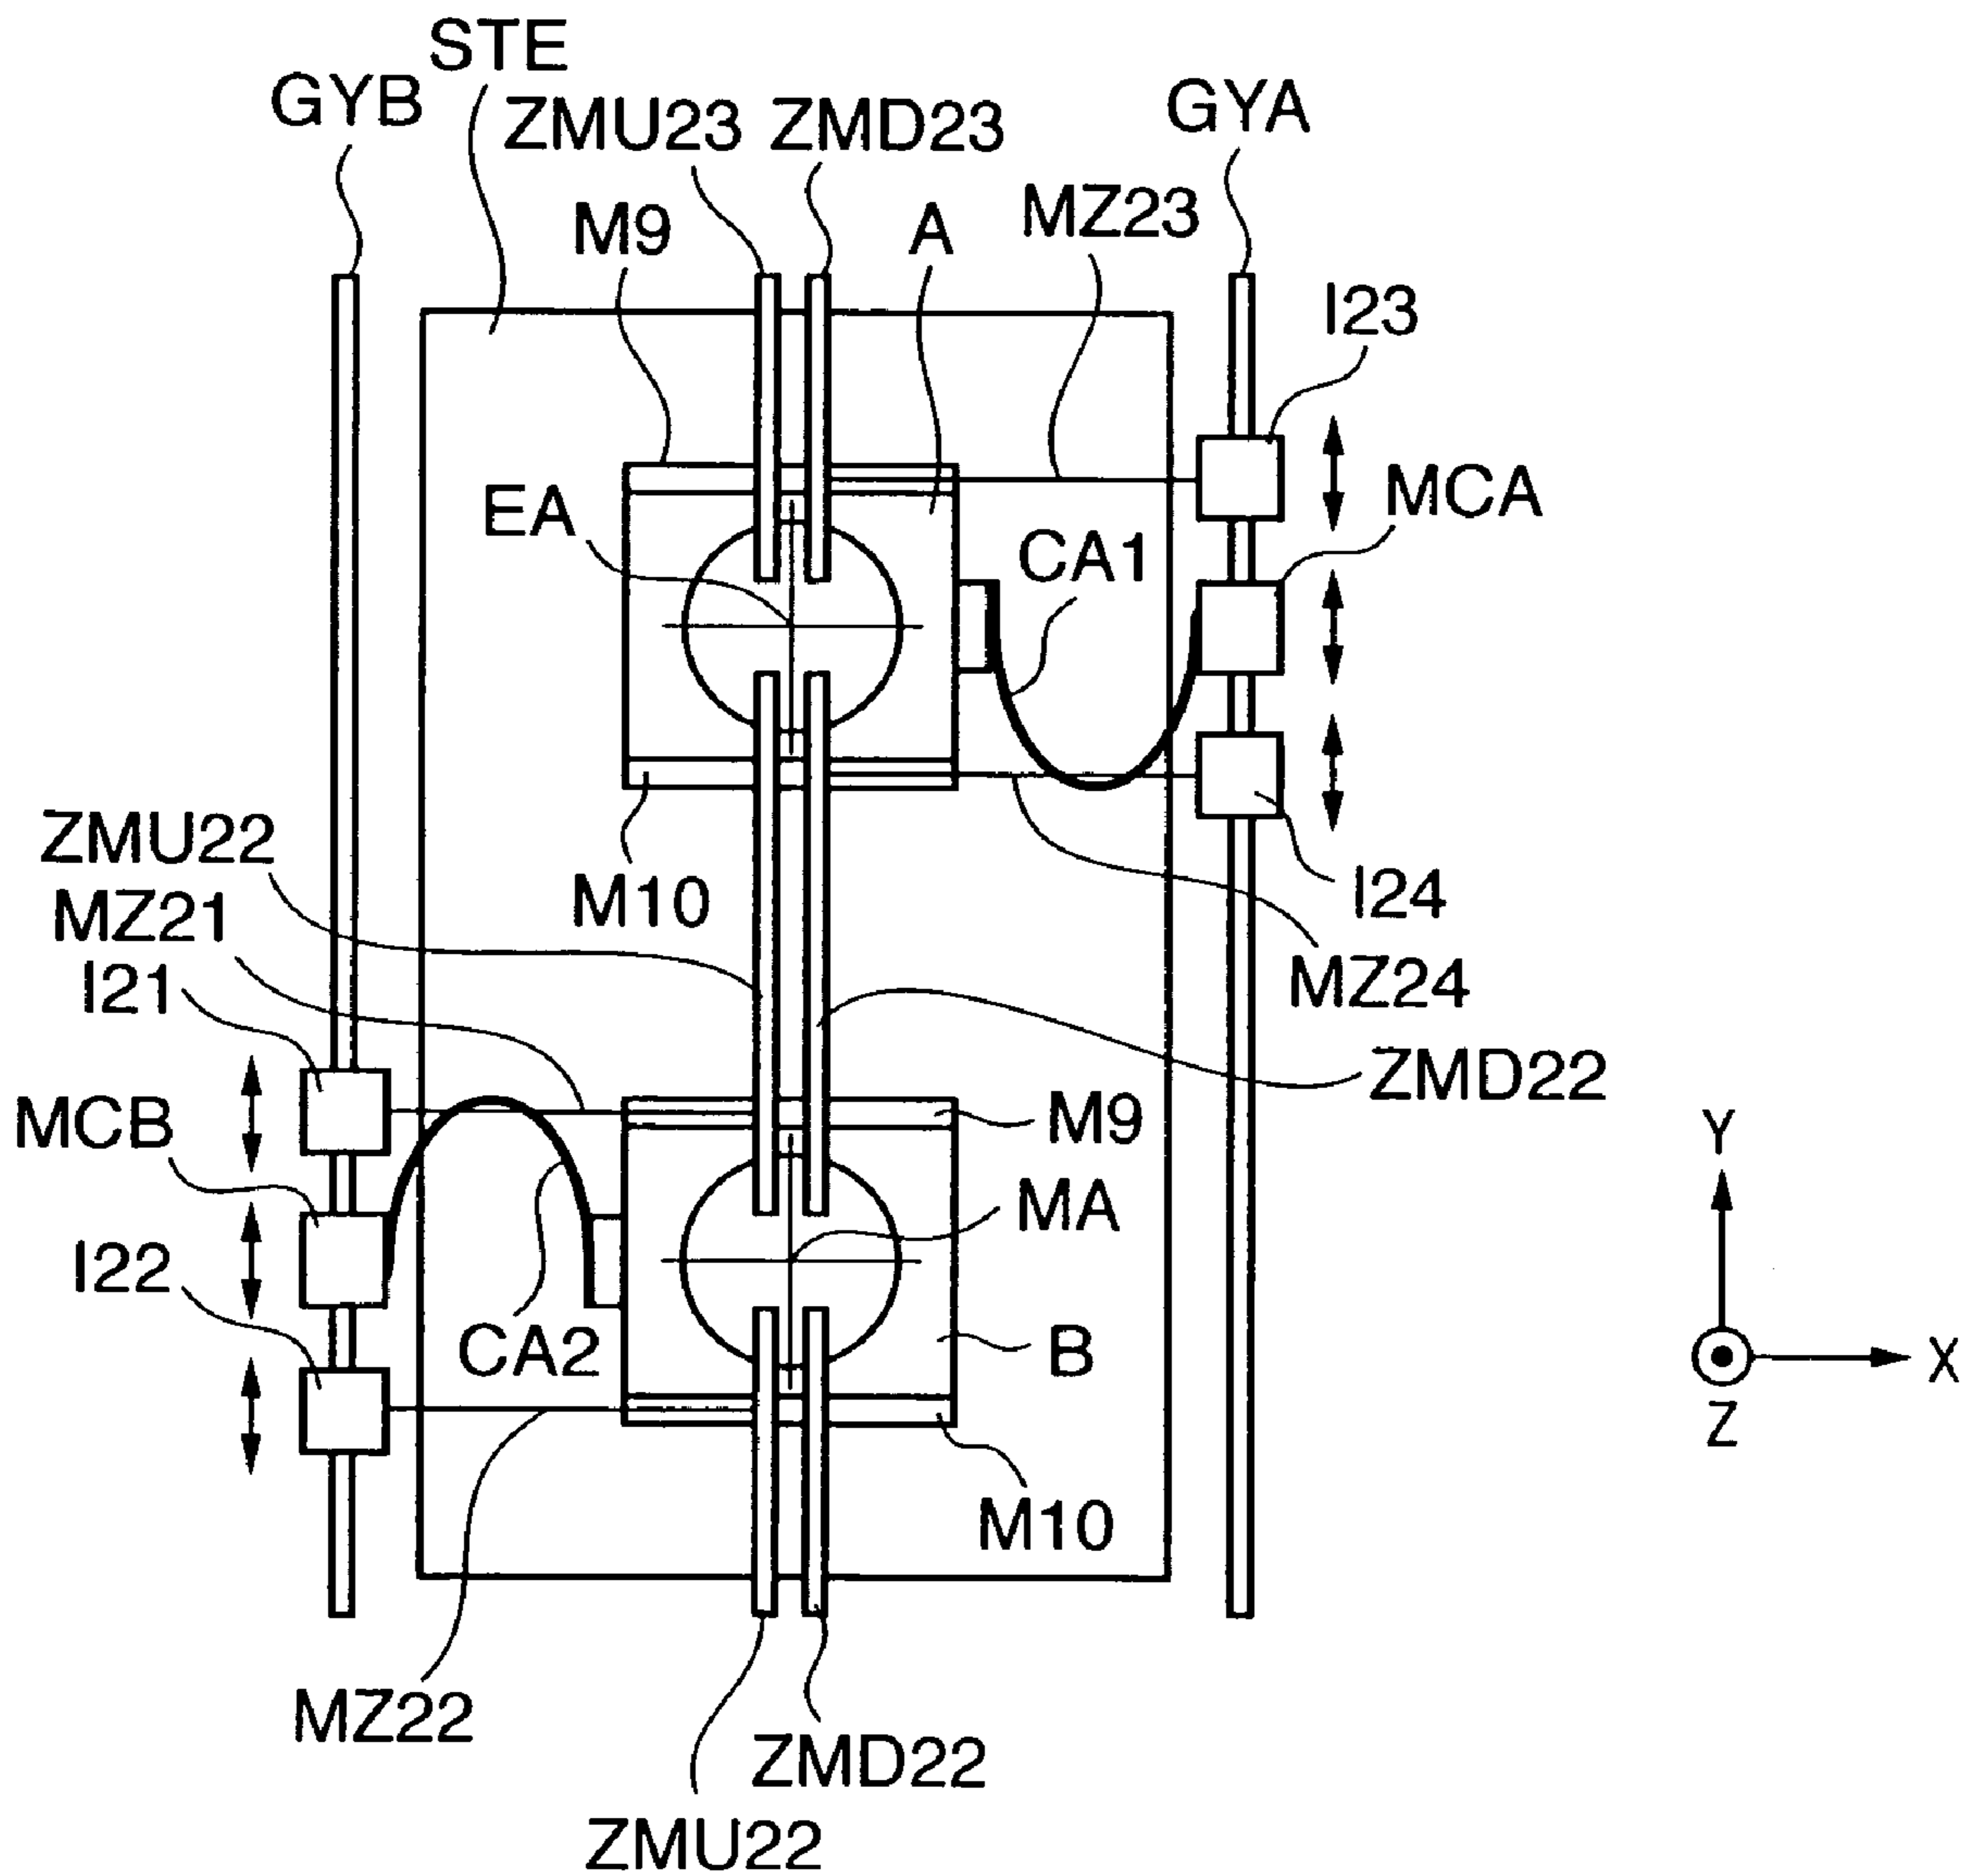 STE
GYB
ZMU23
ZMD23
GYA
M9
A
MZ23
I23
EA
CA1
MCA
ZMU22
M10
I24
MZ21
I21
MZ24
ZMD22
MCB
M9
Y
MA
I22
CA2
B
X
Z
M10
MZ22
ZMD22
ZMU22